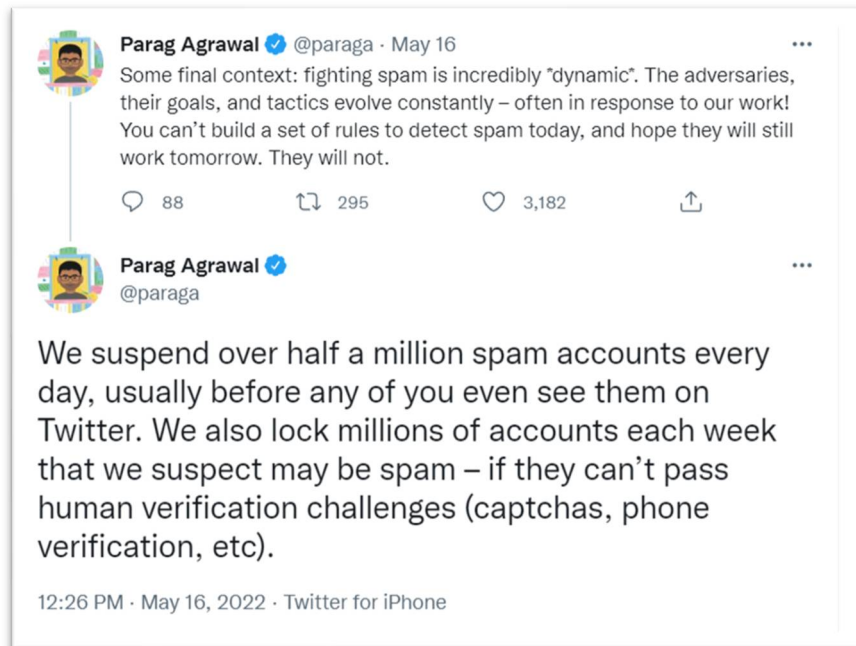 Parag Agrawal @paraga · May 16
Some final context: fighting spam is incredibly "dynamic". The adversaries,
their goals, and tactics evolve constantly – often in response to our work!
You can’t build a set of rules to detect spam today, and hope they will still
work tomorrow. They will not.
88 295 3,182
Parag Agrawal
@paraga
We suspend over half a million spam accounts every
day, usually before any of you even see them on
Twitter. We also lock millions of accounts each week
that we suspect may be spam – if they can’t pass
human verification challenges (captchas, phone
verification, etc).
12:26 PM · May 16, 2022 · Twitter for iPhone